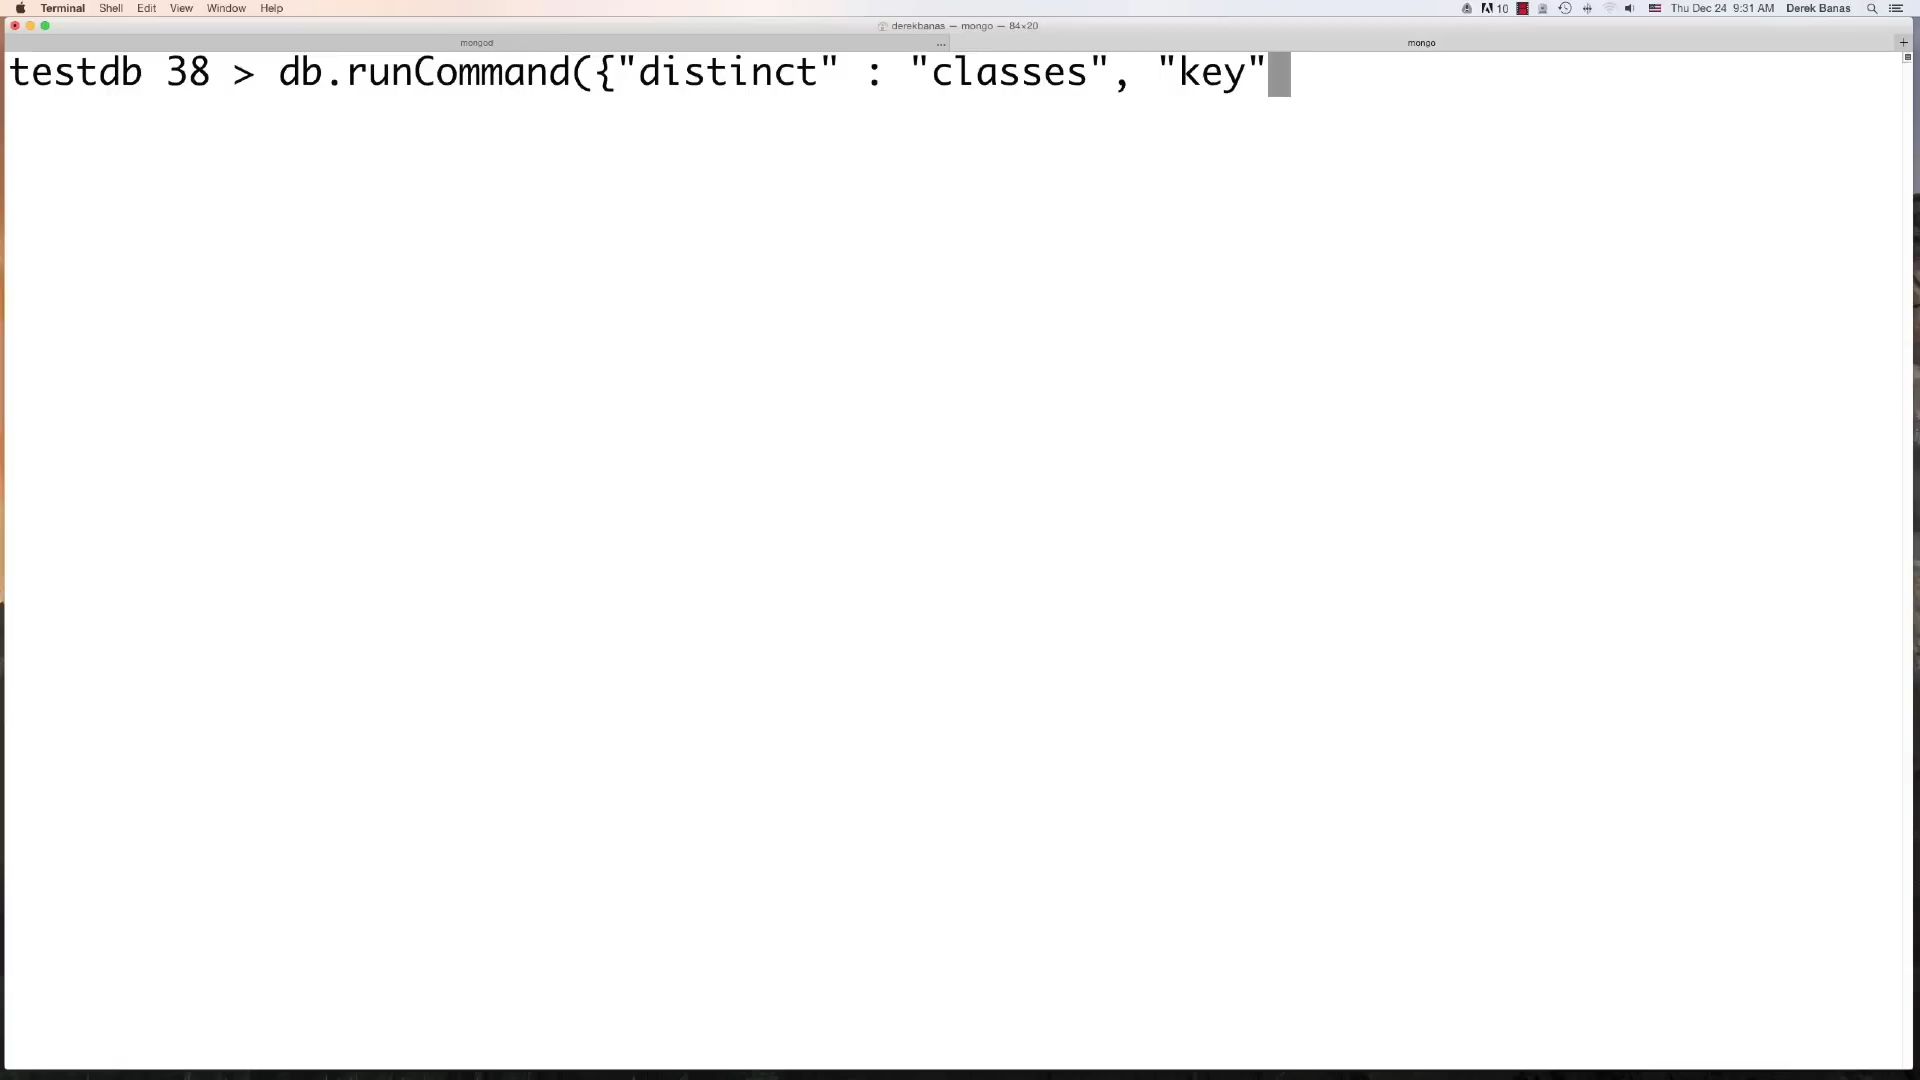 Terminal Shell Edit View Window Help 10 Thu Dec 24 9:31 AM Derek Banas
derekbanas — mongo — 84×20
mongod ... mongo +
testdb 38 > db.runCommand({"distinct" : "classes", "key"